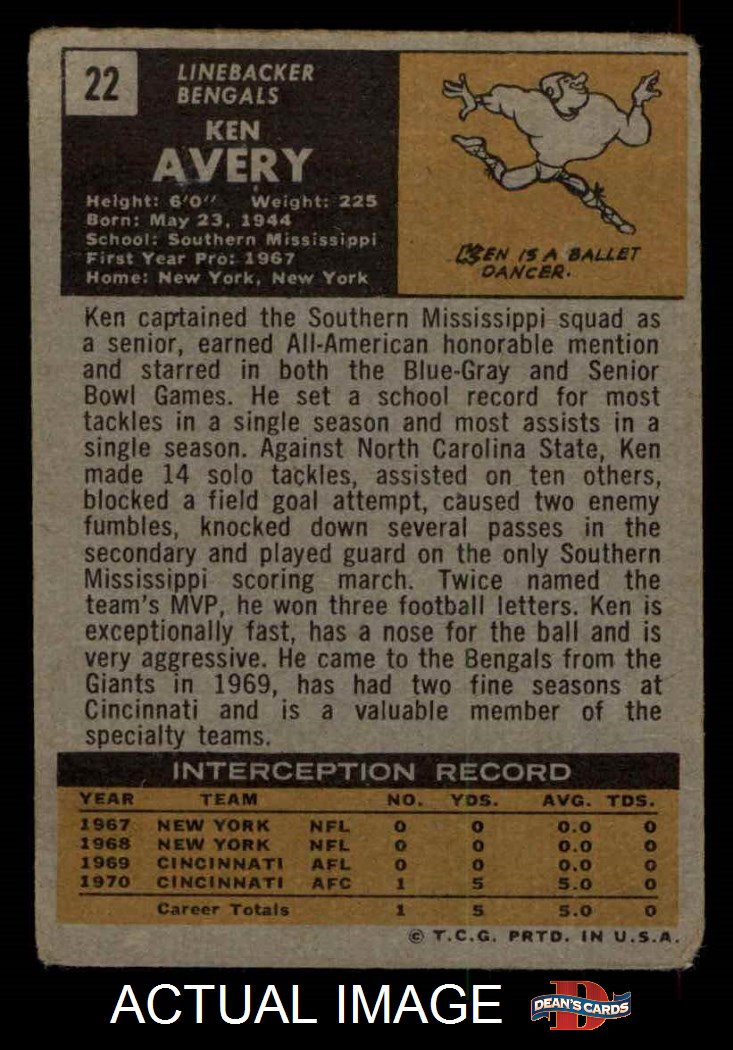 22
LINEBACKER
BENGALS
KEN
AVERY
Height: 6'0" Weight: 225
Born: May 23, 1944
School: Southern Mississippi
First Year Pro: 1967
Home: New York, New York
KEN IS A BALLET
DANCER.
Ken captained the Southern Mississippi squad as
a senior, earned All-American honorable mention
and starred in both the Blue-Gray and Senior
Bowl Games. He set a school record for most
tackles in a single season and most assists in a
single season. Against North Carolina State, Ken
made 14 solo tackles, assisted on ten others,
blocked a field goal attempt, caused two enemy
fumbles, knocked down several passes in the
secondary and played guard on the only Southern
Mississippi scoring march. Twice named the
team's MVP, he won three football letters. Ken is
exceptionally fast, has a nose for the ball and is
very aggressive. He came to the Bengals from the
Giants in 1969, has had two fine seasons at
Cincinnati and is a valuable member of the
specialty teams.
INTERCEPTION RECORD
YEAR TEAM NO. YDS. AVG. TDS.
1967 NEW YORK NFL 0 0 0.0 0
1968 NEW YORK NFL 0 0 0.0 0
1969 CINCINNATI AFL 0 0 0.0 0
1970 CINCINNATI AFC 1 5 5.0 0
Career Totals 1 5 5.0 0
© T.C.G. PRTD. IN U.S.A.
ACTUAL IMAGE
D
DEAN'S CARDS